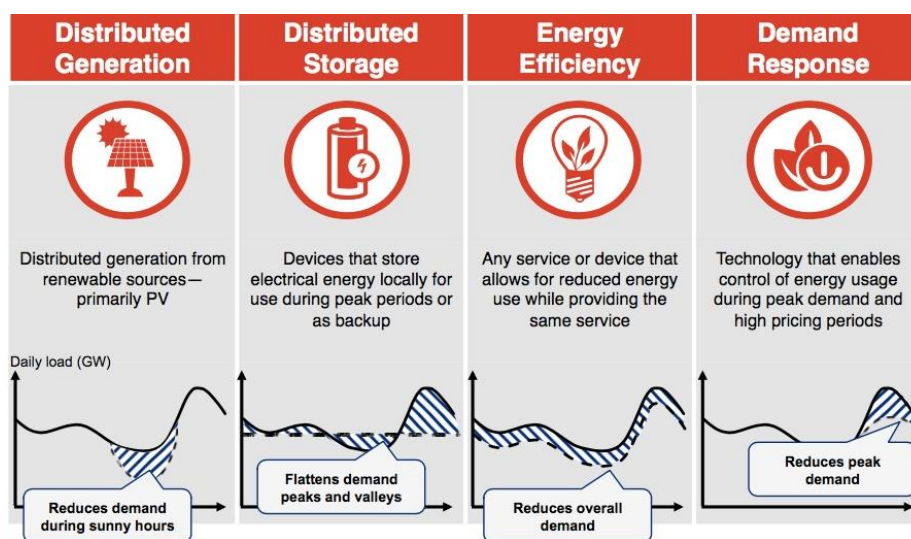 Distributed
Generation
Distributed
Storage
Energy
Efficiency
Demand
Response
Distributed generation from
renewable sources—
primarily PV
Devices that store
electrical energy locally for
use during peak periods or
as backup
Any service or device that
allows for reduced energy
use while providing the
same service
Technology that enables
control of energy usage
during peak demand and
high pricing periods
Daily load (GW)
Reduces demand
during sunny hours
Flattens demand
peaks and valleys
Reduces overall
demand
Reduces peak
demand